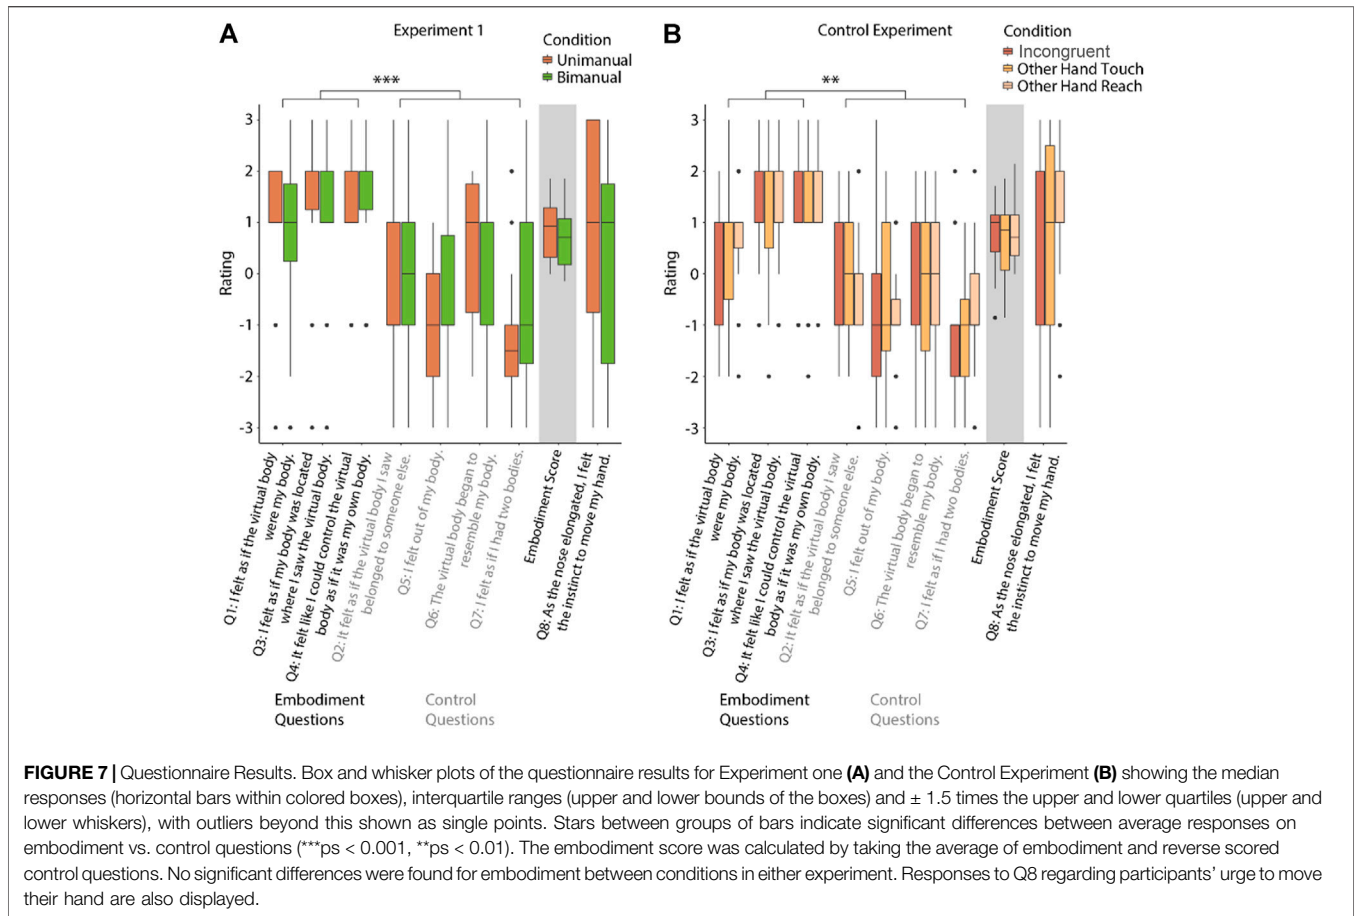 A
Experiment 1
Condition
Unimanual
Bimanual
***
Rating
3
2
1
0
-1
-2
-3
Q1: I felt as if the virtual body
were my body.
Q3: I felt as if my body was located
where I saw the virtual body.
Q4: It felt like I could control the virtual
body as if it was my own body.
Q2: It felt as if the virtual body I saw
belonged to someone else.
Q5: I felt out of my body.
Q6: The virtual body began to
resemble my body.
Q7: I felt as if I had two bodies.
Embodiment Score
Q8: As the nose elongated, I felt
the instinct to move my hand.
Embodiment
Questions
Control
Questions
B
Control Experiment
Condition
Incongruent
Other Hand Touch
Other Hand Reach
**
Rating
3
2
1
0
-1
-2
-3
Q1: I felt as if the virtual body
were my body.
Q3: I felt as if my body was located
where I saw the virtual body.
Q4: It felt like I could control the virtual
body as if it was my own body.
Q2: It felt as if the virtual body I saw
belonged to someone else.
Q5: I felt out of my body.
Q6: The virtual body began to
resemble my body.
Q7: I felt as if I had two bodies.
Embodiment Score
Q8: As the nose elongated, I felt
the instinct to move my hand.
Embodiment
Questions
Control
Questions
FIGURE 7 | Questionnaire Results. Box and whisker plots of the questionnaire results for Experiment one (A) and the Control Experiment (B) showing the median
responses (horizontal bars within colored boxes), interquartile ranges (upper and lower bounds of the boxes) and ± 1.5 times the upper and lower quartiles (upper and
lower whiskers), with outliers beyond this shown as single points. Stars between groups of bars indicate significant differences between average responses on
embodiment vs. control questions (***ps < 0.001, **ps < 0.01). The embodiment score was calculated by taking the average of embodiment and reverse scored
control questions. No significant differences were found for embodiment between conditions in either experiment. Responses to Q8 regarding participants' urge to move
their hand are also displayed.